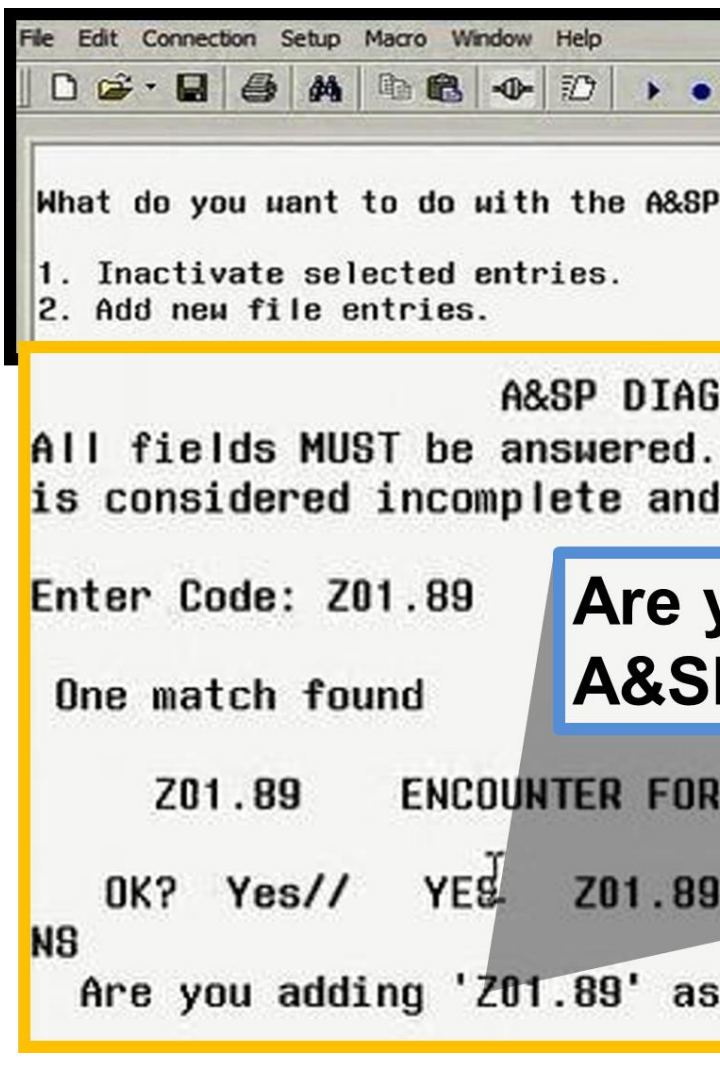 File Edit Connection Setup Macro Window Help
What do you want to do with the A&SP
1. Inactivate selected entries.
2. Add new file entries.
A&SP DIAG
All fields MUST be answered.
is considered incomplete and
Enter Code: Z01.89
Are y
A&SP
One match found
Z01.89 ENCOUNTER FOR
OK? Yes// YES Z01.89
NS
Are you adding 'Z01.89' as